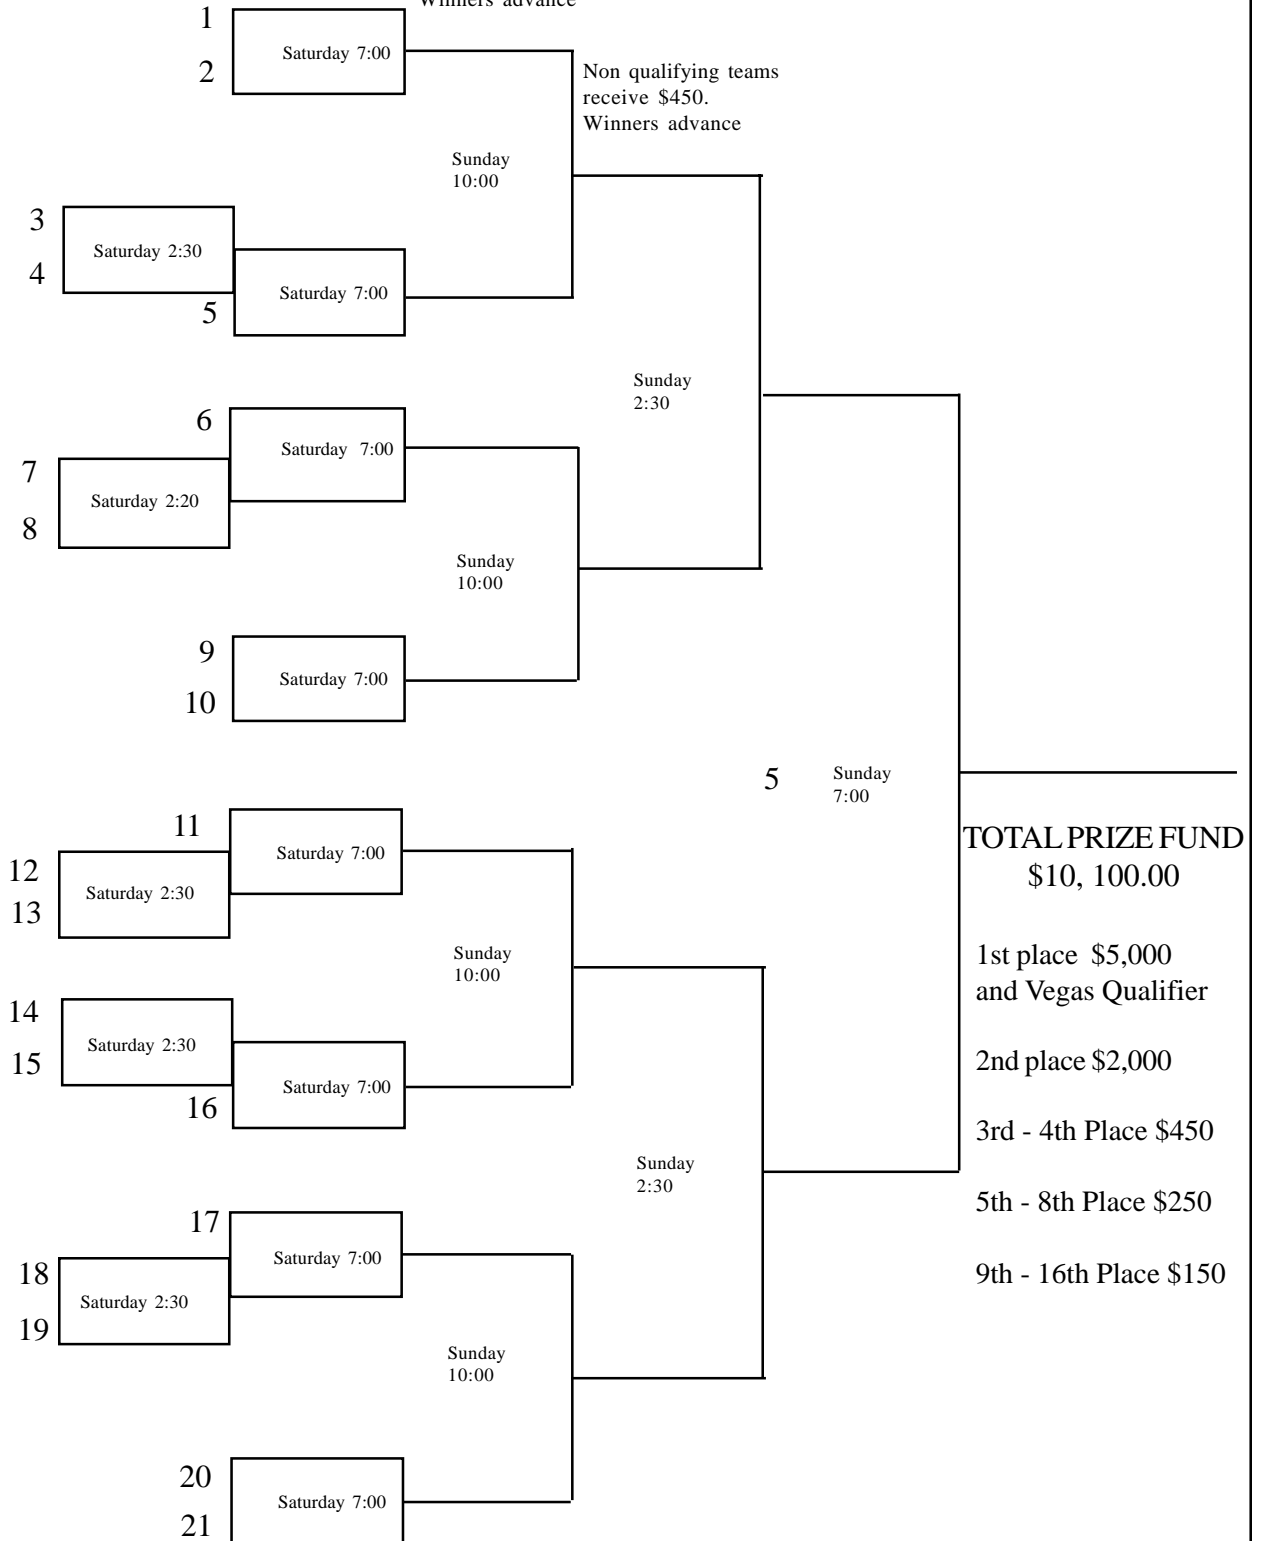 Winners advance
1
Saturday 7:00
2
Non qualifying teams
receive $450.
Winners advance
Sunday
10:00
3
Saturday 2:30
4
Saturday 7:00
5
Sunday
2:30
6
Saturday 7:00
7
Saturday 2:20
8
Sunday
10:00
9
Saturday 7:00
10
5
Sunday
7:00
11
Saturday 7:00
12
Saturday 2:30
13
TOTAL PRIZE FUND
$10, 100.00
Sunday
10:00
1st place $5,000
and Vegas Qualifier
14
Saturday 2:30
15
2nd place $2,000
Saturday 7:00
16
3rd - 4th Place $450
Sunday
2:30
5th - 8th Place $250
17
Saturday 7:00
18
Saturday 2:30
19
9th - 16th Place $150
Sunday
10:00
20
Saturday 7:00
21